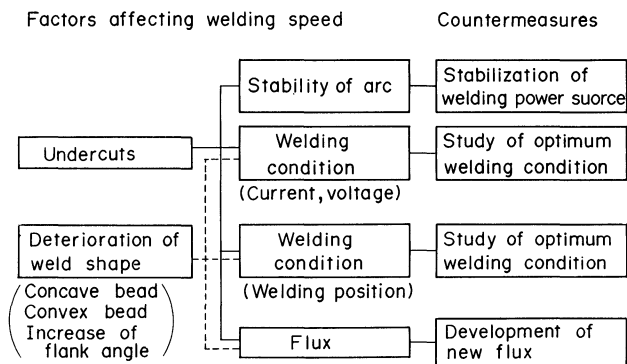 Factors affecting welding speed
Countermeasures
Stability of arc
Stabilization of
welding power suorce
Undercuts
Welding
condition
(Current, voltage)
Study of optimum
welding condition
Deterioration of
weld shape
(Concave bead
Convex bead
Increase of
flank angle)
Welding
condition
(Welding position)
Study of optimum
welding condition
Flux
Development of
new flux